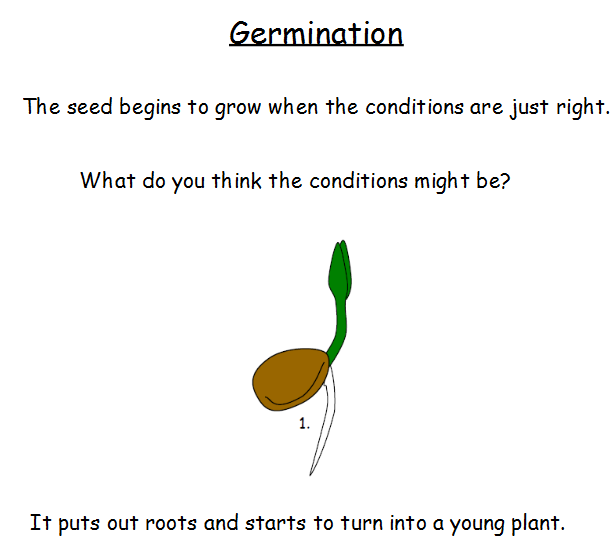 Germination
The seed begins to grow when the conditions are just right.
What do you think the conditions might be?
1.
It puts out roots and starts to turn into a young plant.